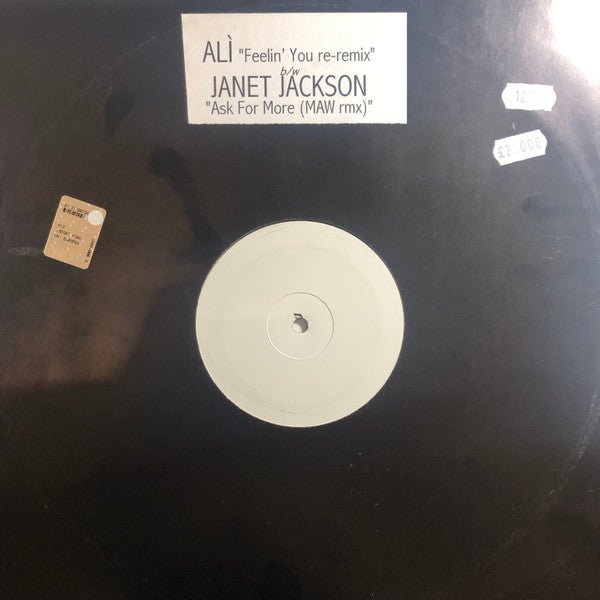 ALÌ "Feelin' You re-remix"
b/w
JANET JACKSON
"Ask For More (MAW rmx)"